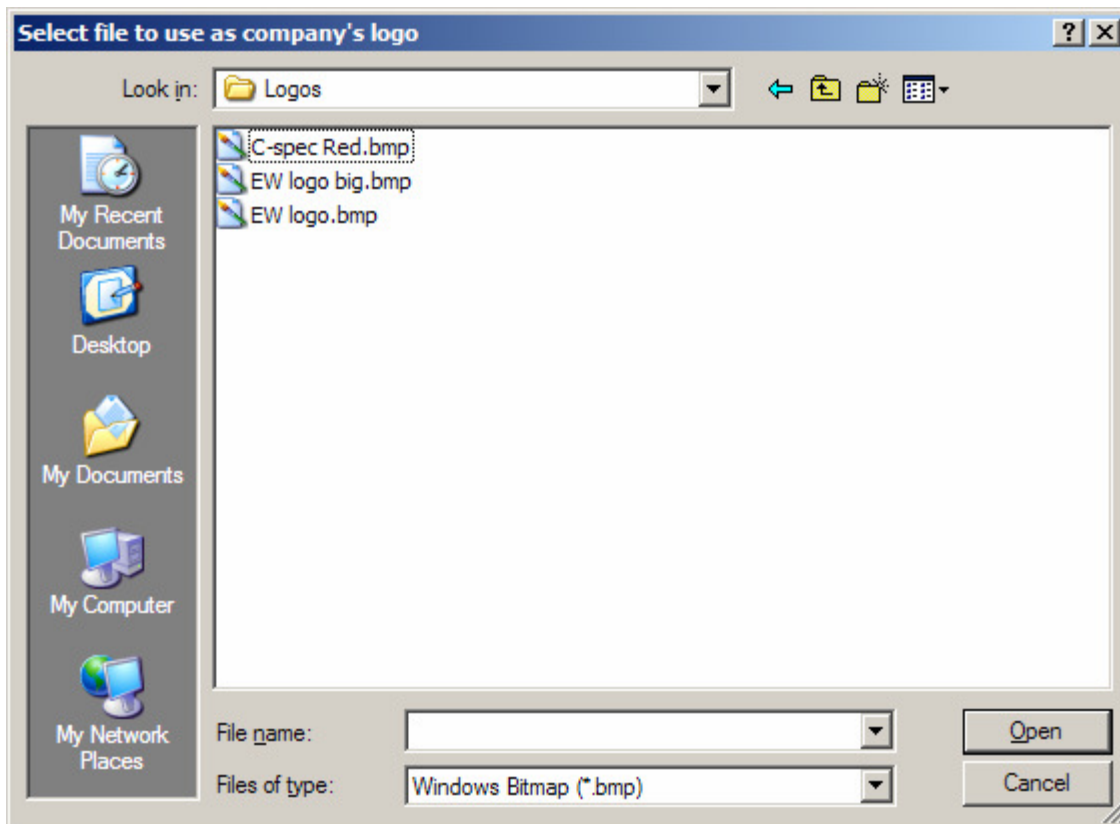 Select file to use as company's logo
Look in:
Logos
C-spec Red.bmp
EW logo big.bmp
EW logo.bmp
My Recent
Documents
Desktop
My Documents
My Computer
My Network
Places
File name:
Open
Files of type:
Windows Bitmap (*.bmp)
Cancel